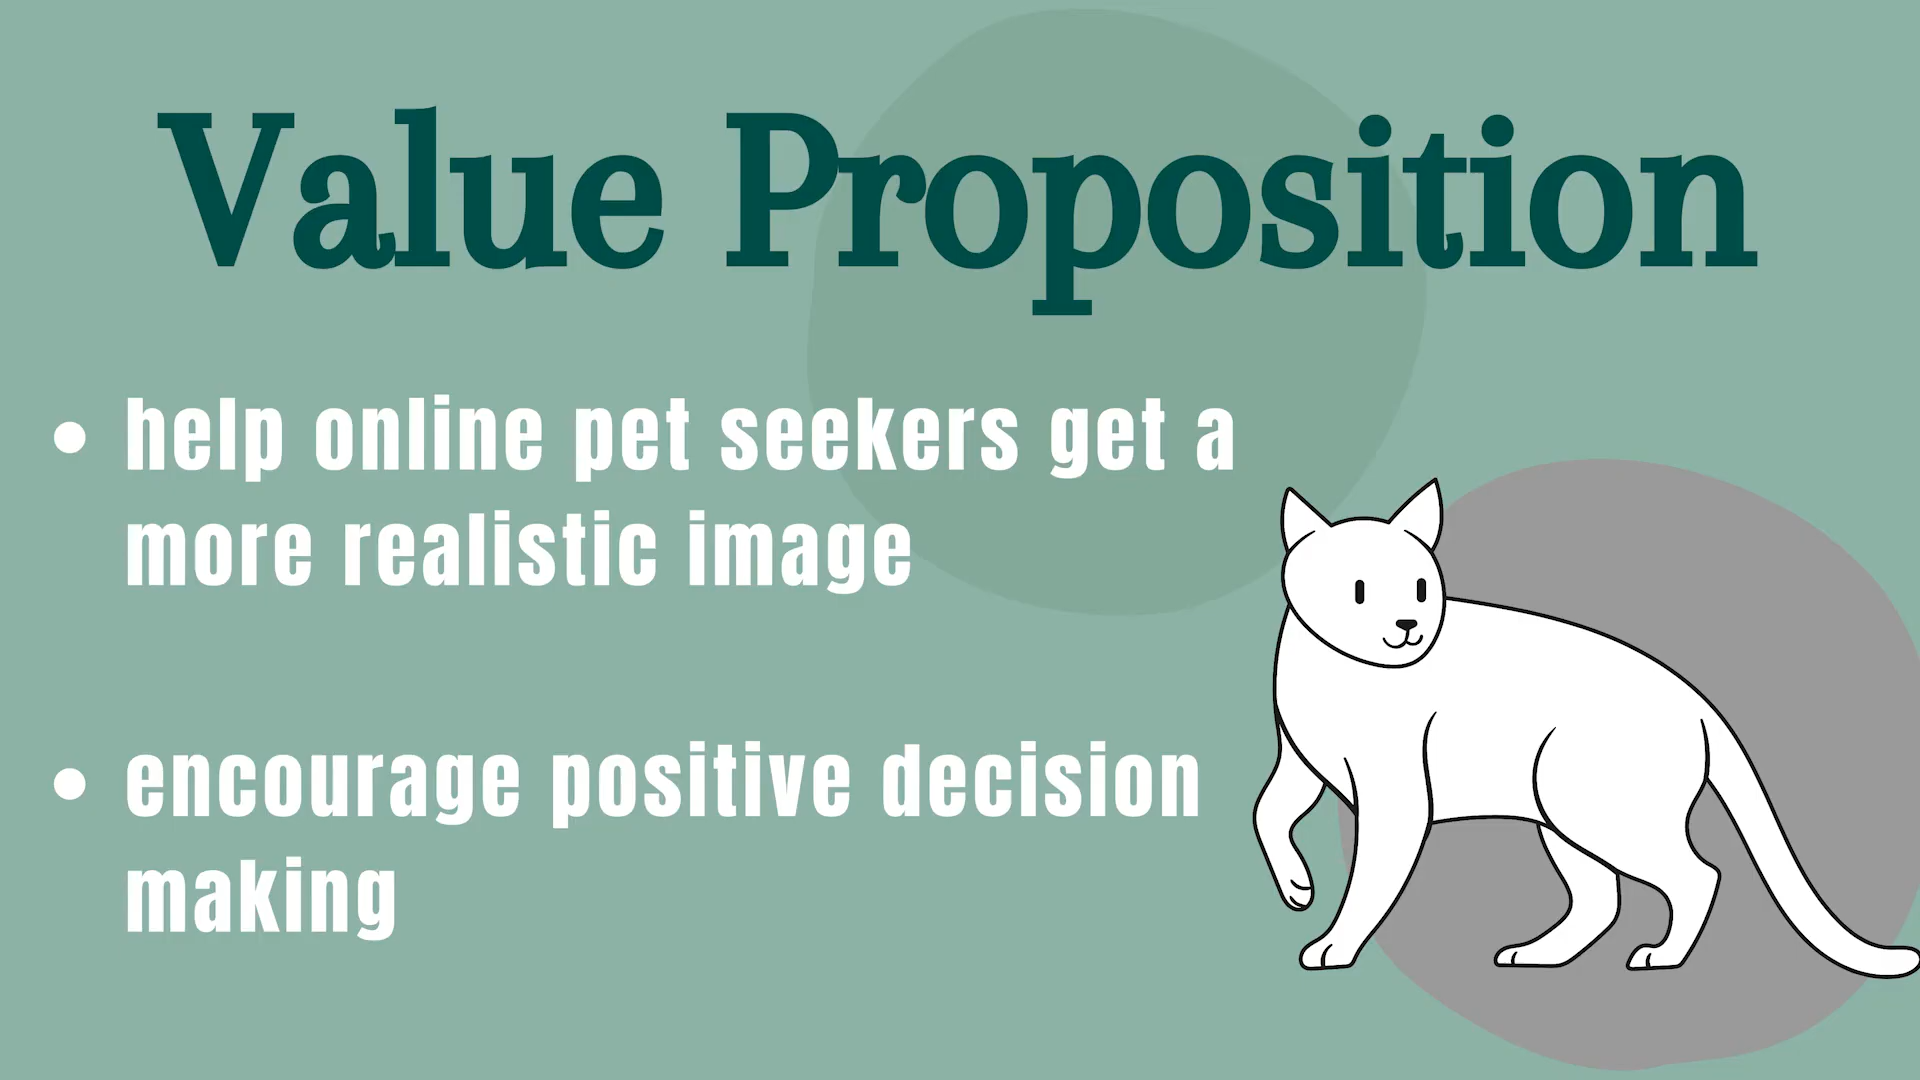 Value Proposition
• help online pet seekers get a
more realistic image
• encourage positive decision
making